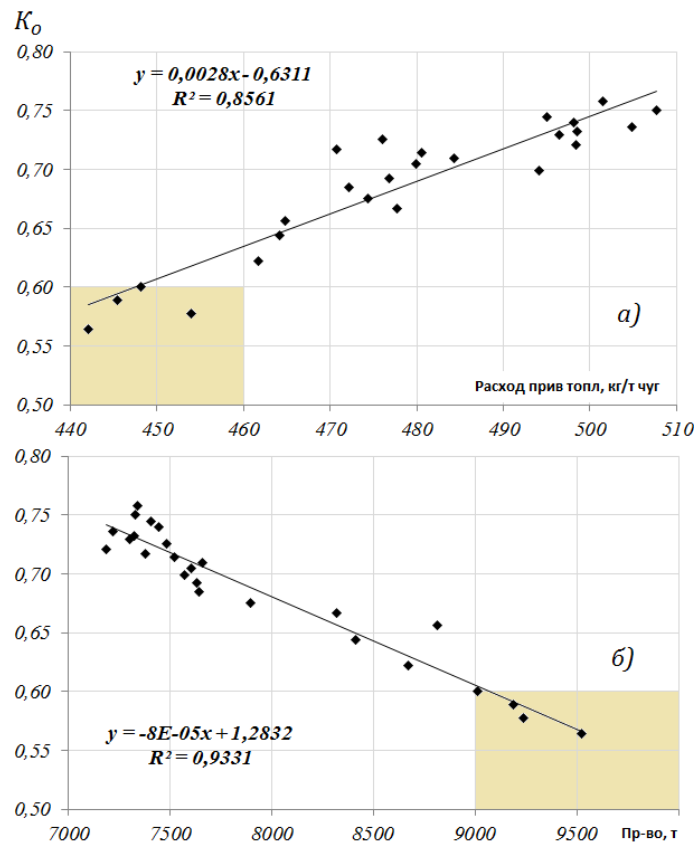 Kₒ
0,80
y = 0,0028x - 0,6311
R² = 0,8561
0,75
0,70
0,65
0,60
а)
0,55
Расход прив топл, кг/т чуг
0,50
440 450 460 470 480 490 500 510
0,80
0,75
0,70
0,65
б)
0,60
y = -8E-05x + 1,2832
R² = 0,9331
0,55
0,50
7000 7500 8000 8500 9000 9500 Пр-во, т